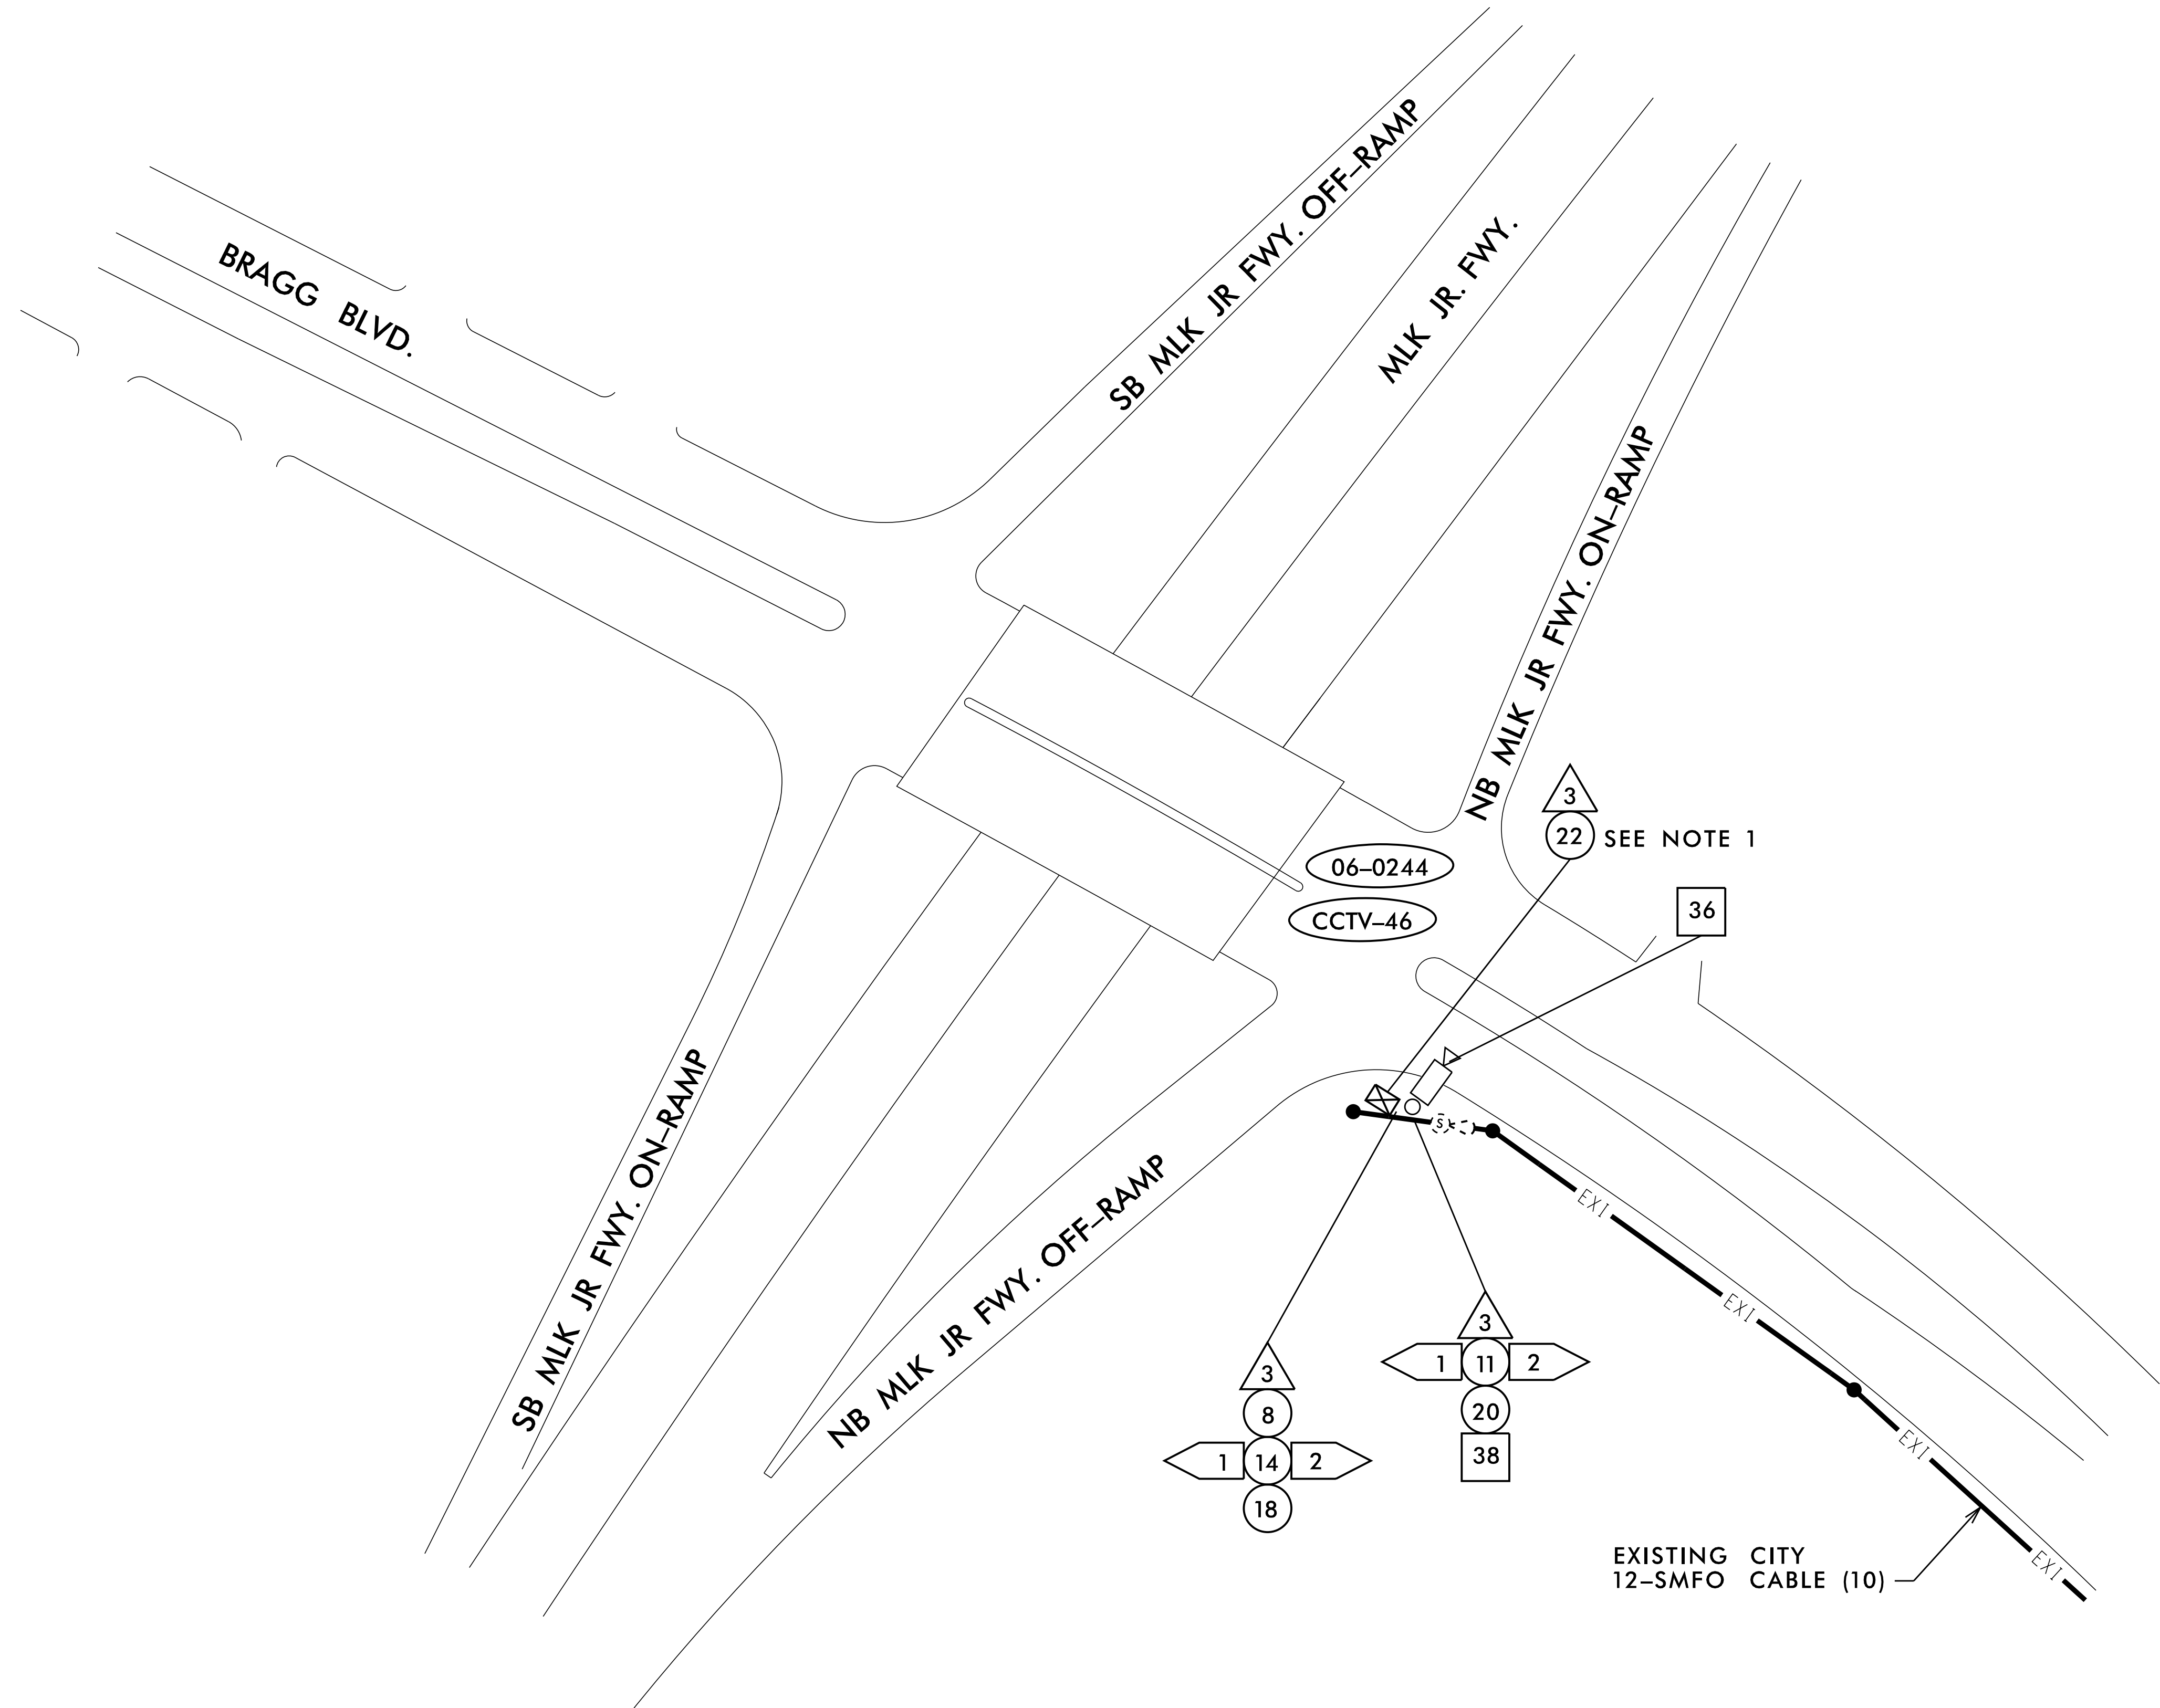 BRAGG BLVD.
SB MLK JR FWY. OFF-RAMP
MLK JR. FWY.
NB MLK JR FWY. ON-RAMP
3
22 SEE NOTE 1
06-0244
36
CCTV-46
S
SB MLK JR FWY. ON-RAMP
NB MLK JR FWY. OFF-RAMP
EXI
EXI
3
1 11 2
20
38
3
8
1 14 2
18
EXI
EXI
EXISTING CITY
12-SMFO CABLE (10)